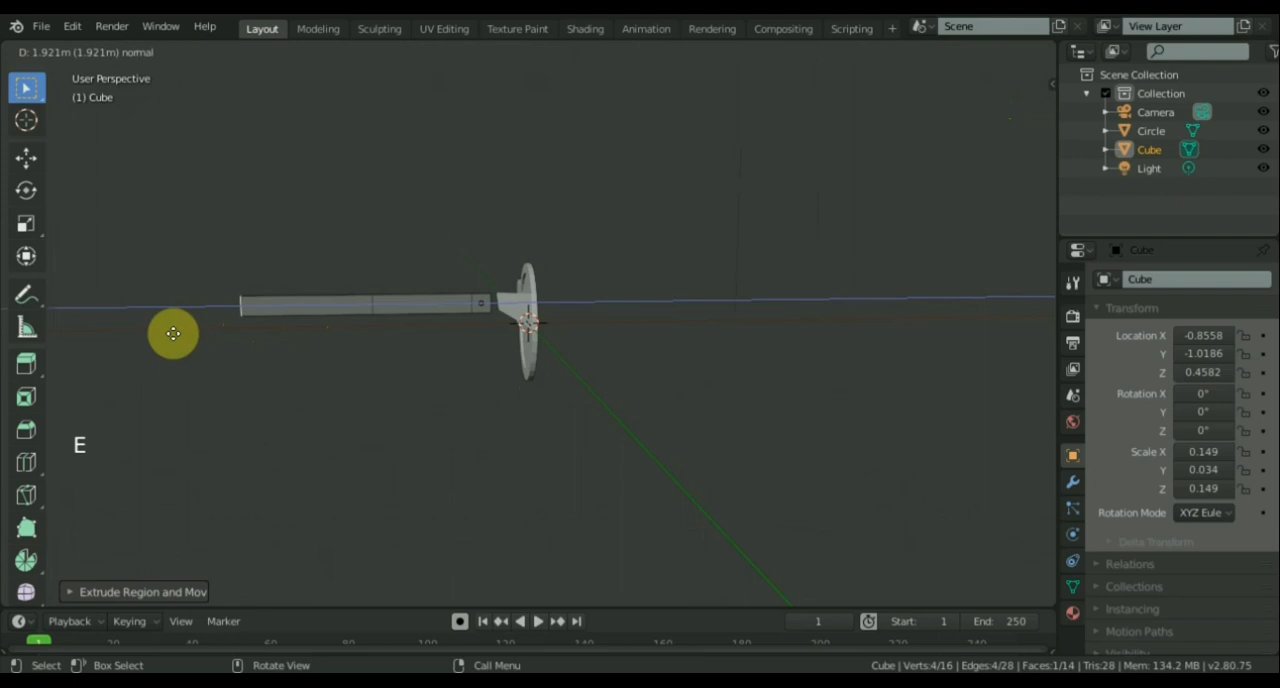 File Edit Render Window Help Layout Modeling Sculpting UV Editing Texture Paint Shading Animation Rendering Compositing Scripting + Scene View Layer
D: 1.921m (1.921m) normal
User Perspective
(1) Cube
Scene Collection
Collection
Camera
Circle
Cube
Light
Cube
Cube
Transform
Location X -0.8558
Y -1.0186
Z 0.4582
Rotation X 0°
Y 0°
Z 0°
Scale X 0.149
Y 0.034
Z 0.149
Rotation Mode XYZ Eule
Delta Transform
Relations
Collections
Instancing
Motion Paths
E
Extrude Region and Mov
Playback Keying View Marker 1 Start: 1 End: 250
1
Select Box Select Rotate View Call Menu Cube | Verts:4/16 | Edges:4/28 | Faces:1/14 | Tris:28 | Mem: 134.2 MB | v2.80.75